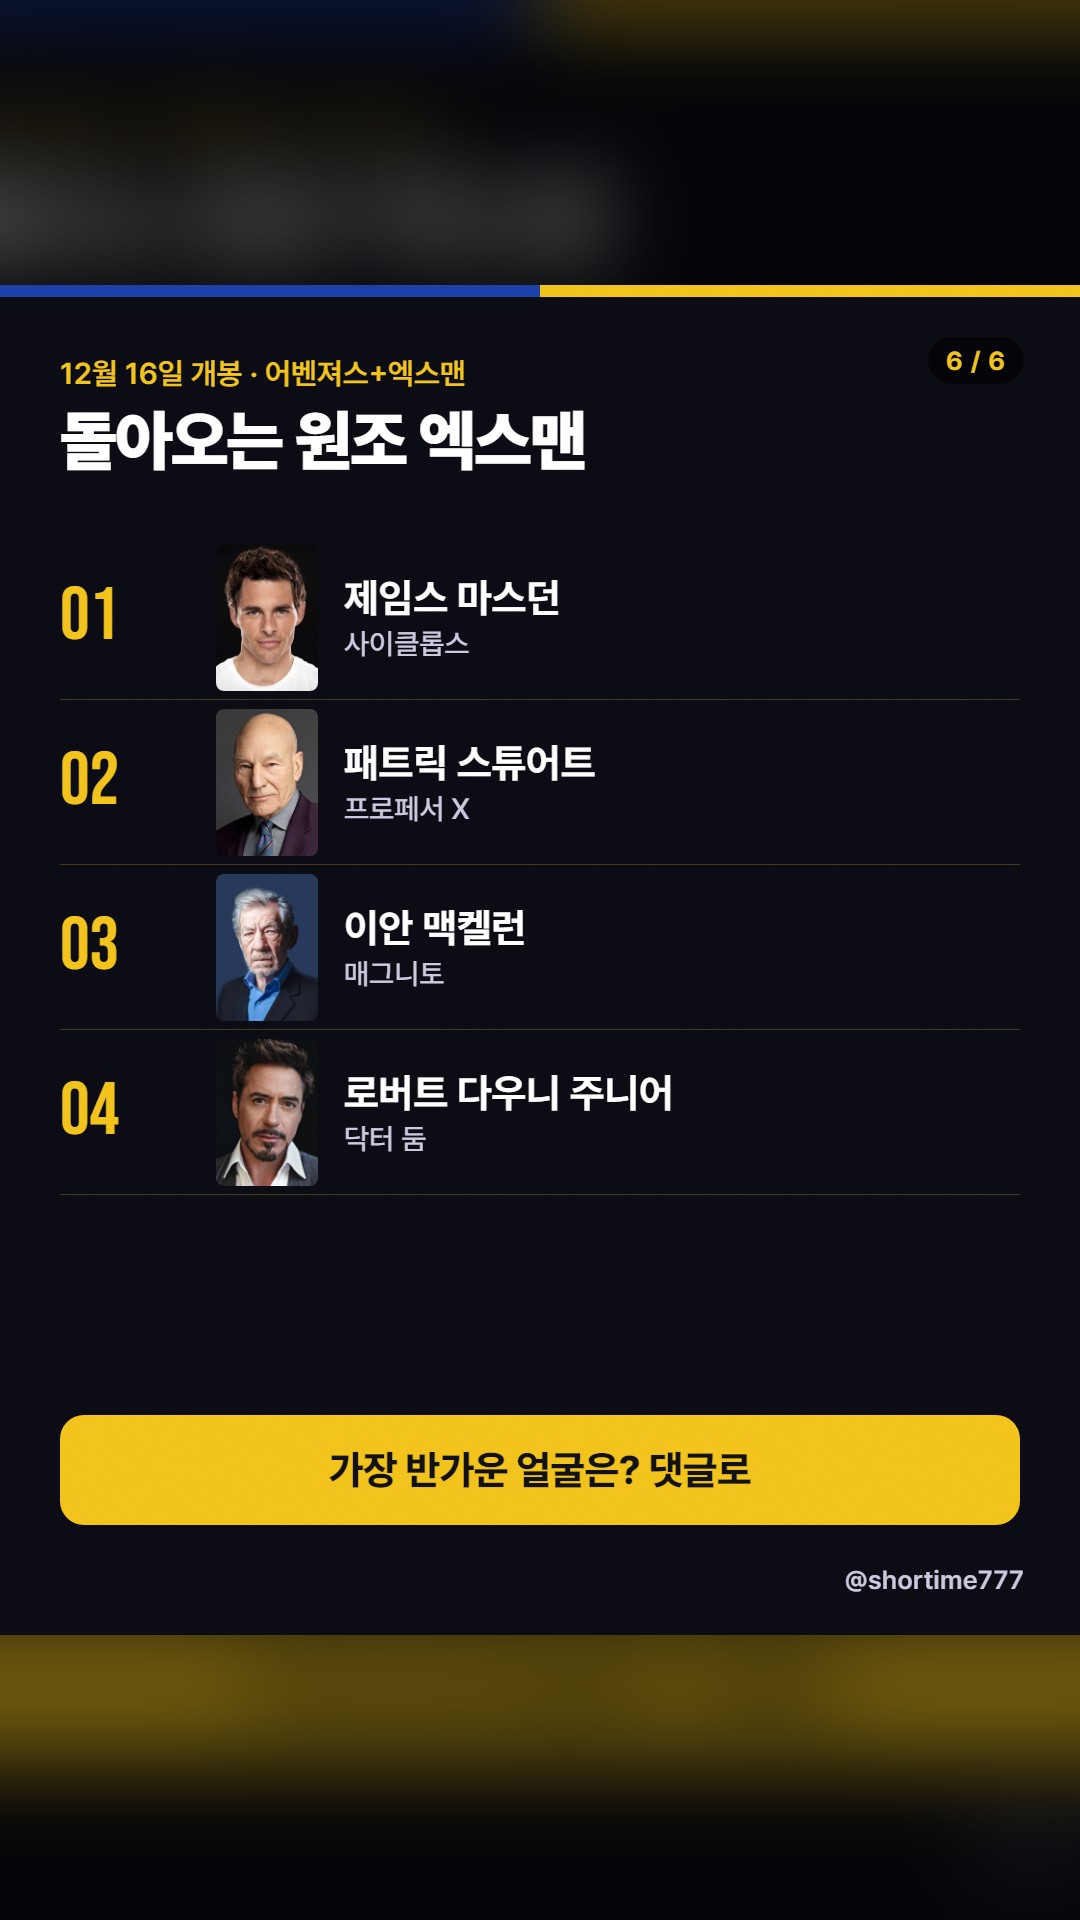 12월 16일 개봉 · 어벤져스+엑스맨
6 / 6
돌아오는 원조 엑스맨
01
제임스 마스던
사이클롭스
02
패트릭 스튜어트
프로페서 X
03
이안 맥켈런
매그니토
04
로버트 다우니 주니어
닥터 둠
가장 반가운 얼굴은? 댓글로
@shortime777